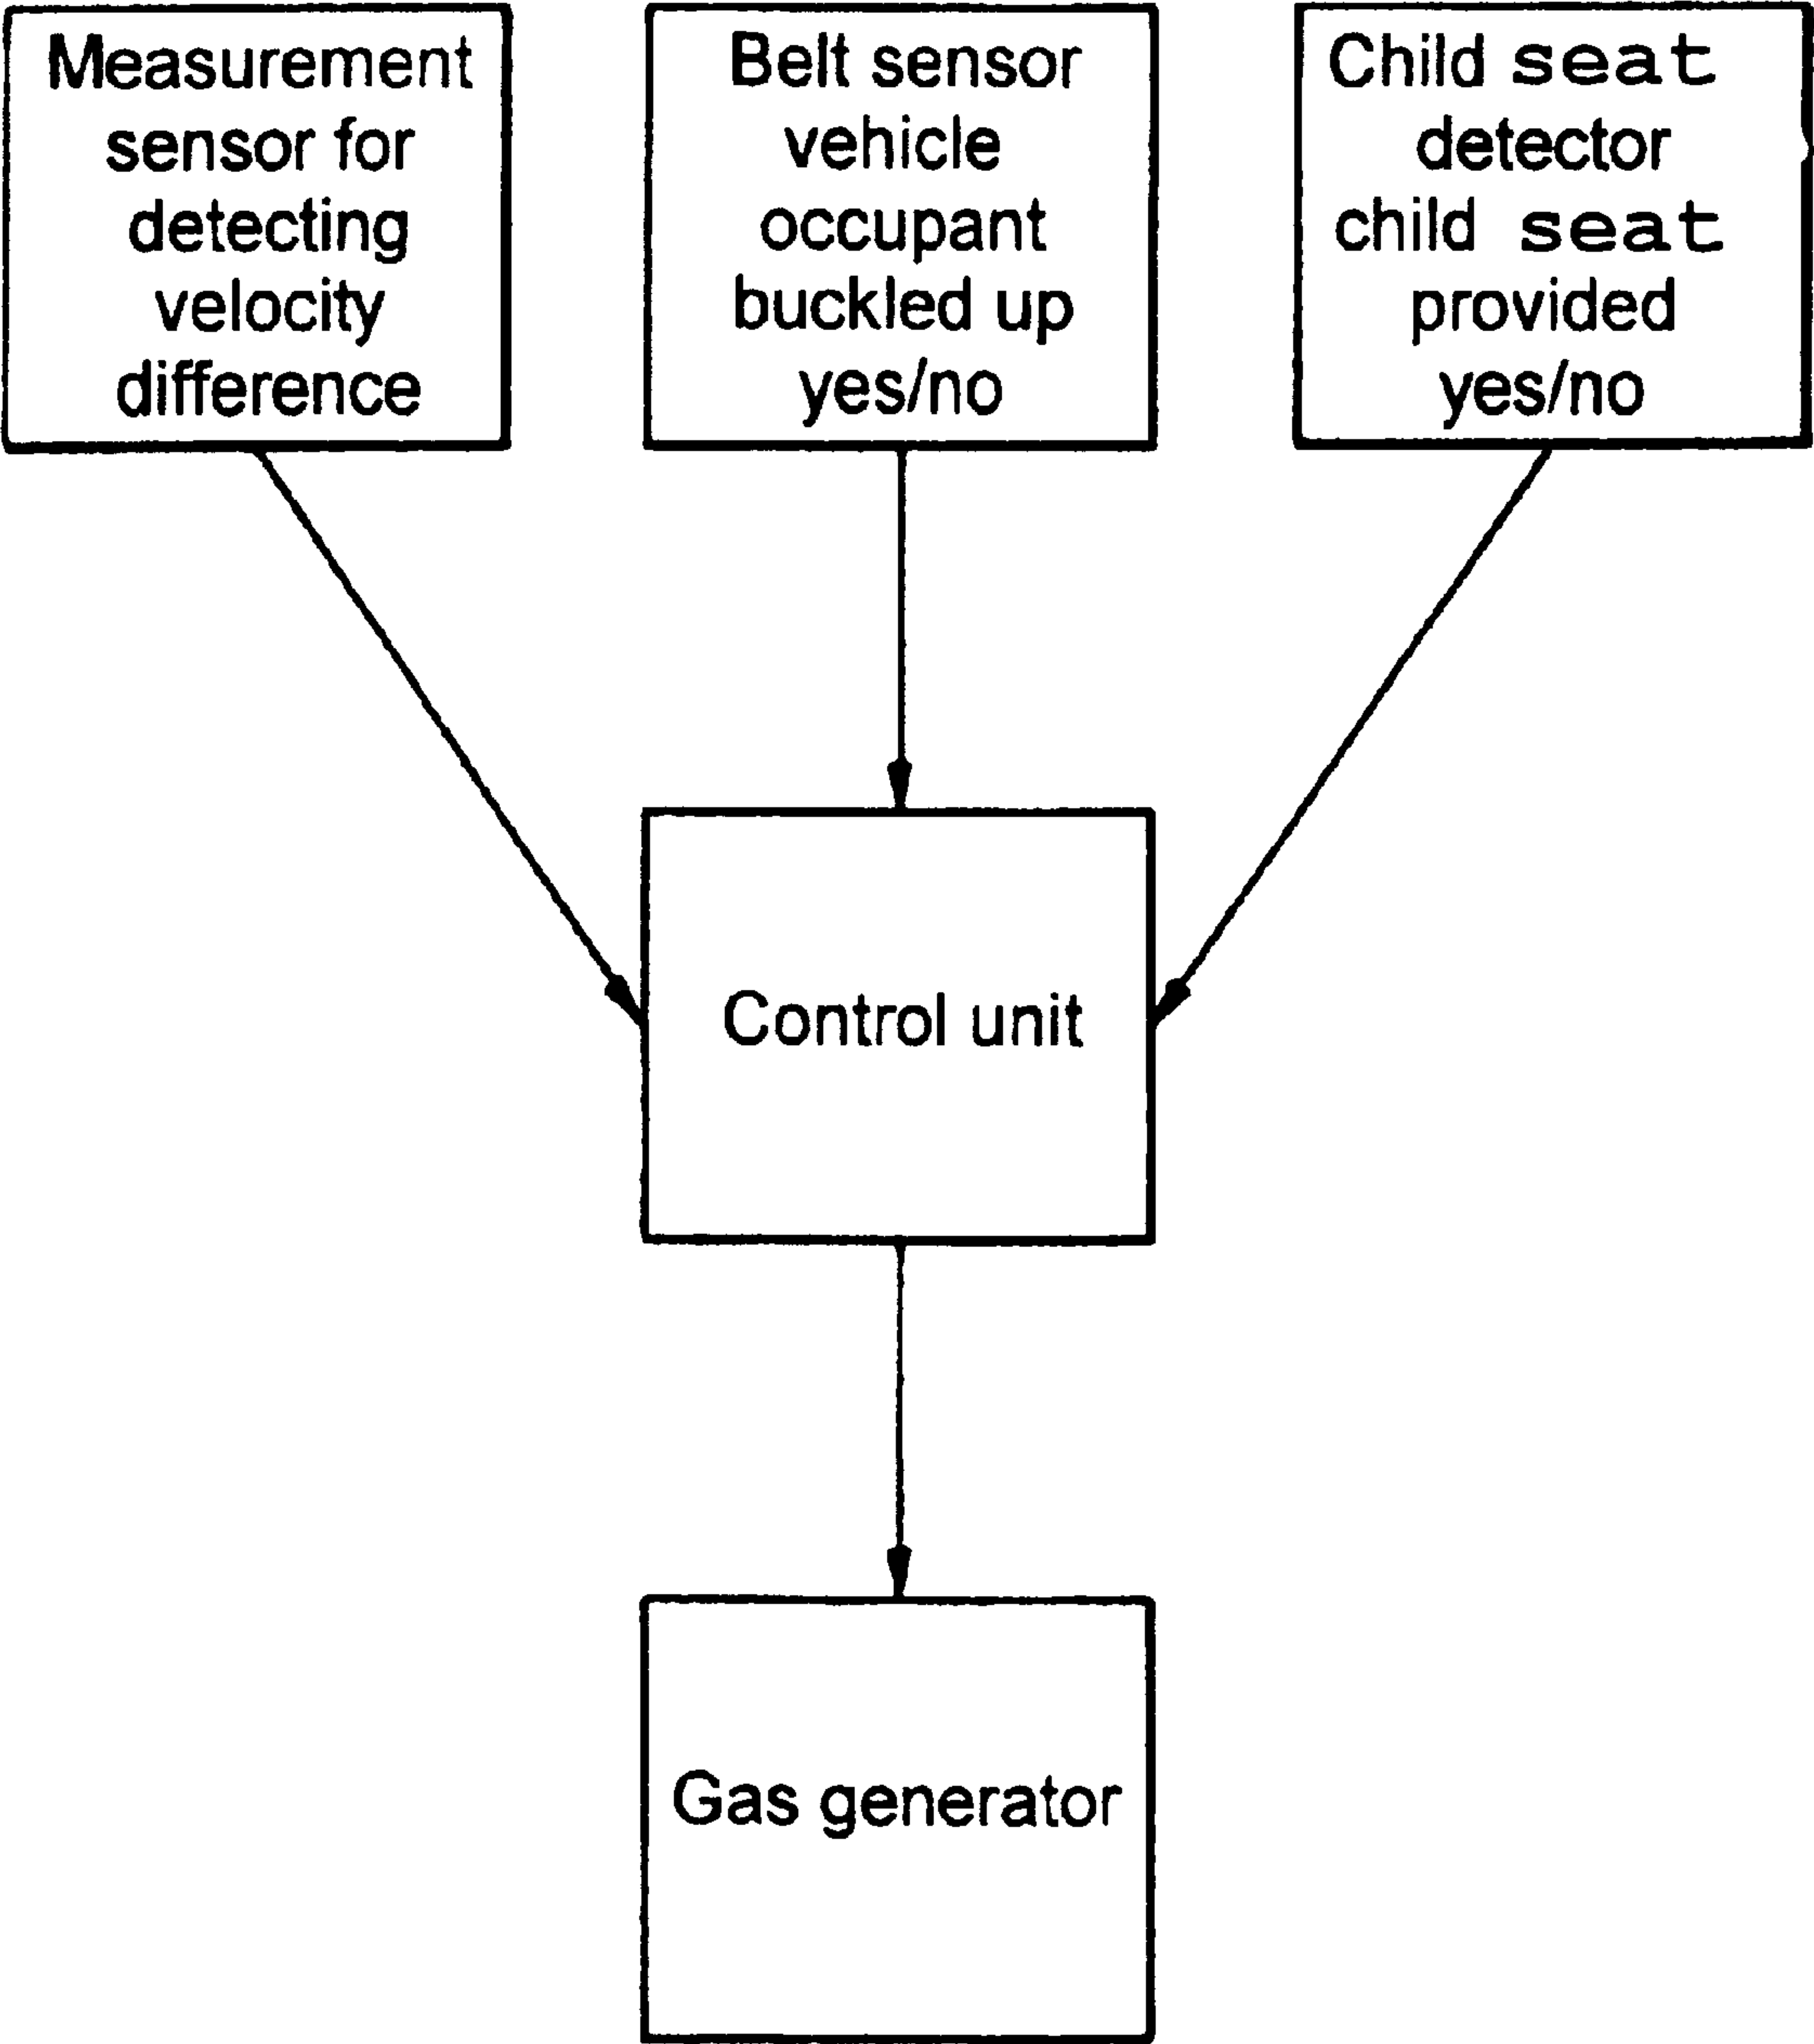 Measurement
sensor for
detecting
velocity
difference
Belt sensor
vehicle
occupant
buckled up
yes/no
Child seat
detector
child seat
provided
yes/no
Control unit
Gas generator